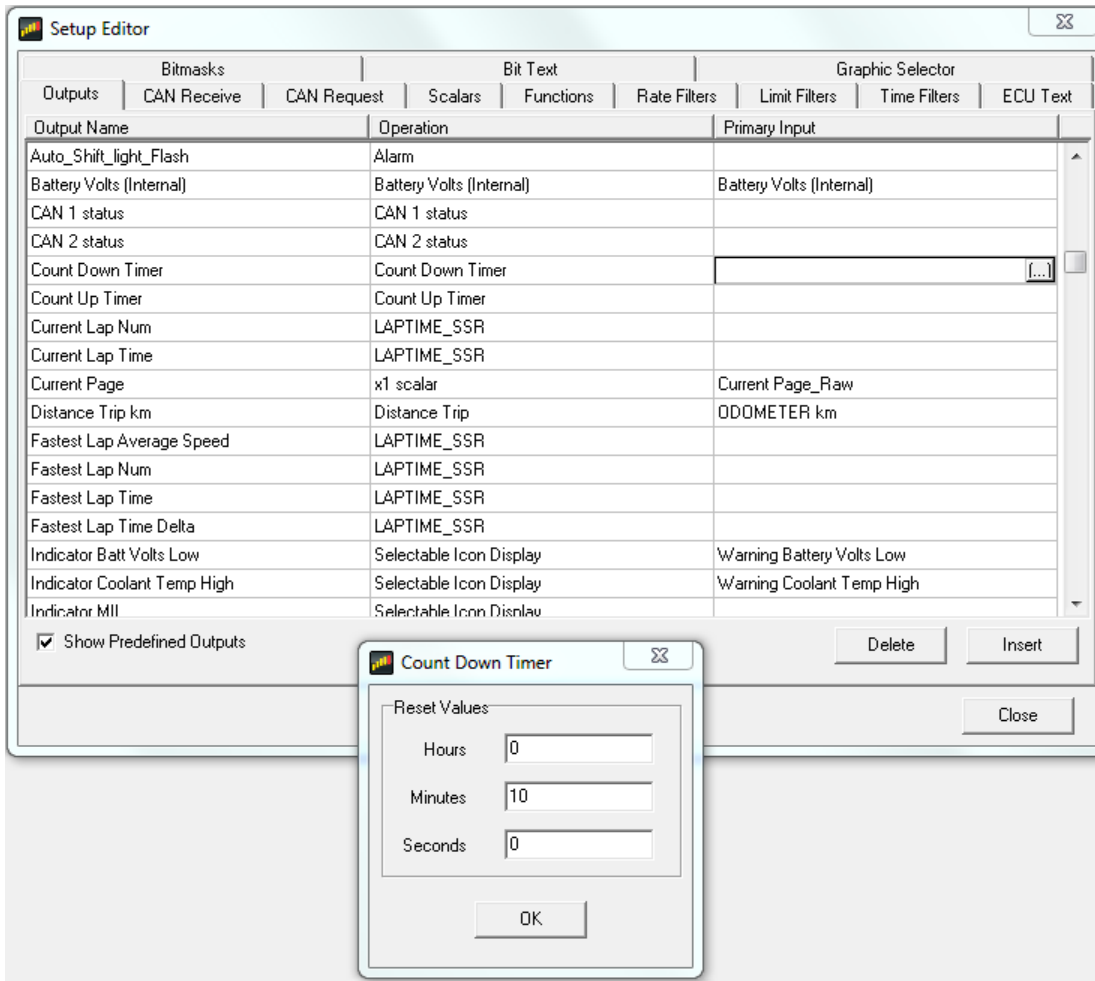 Setup Editor
Bitmasks Bit Text Graphic Selector
Outputs CAN Receive CAN Request Scalars Functions Rate Filters Limit Filters Time Filters ECU Text
Output Name Operation Primary Input
Auto_Shift_light_Flash Alarm
Battery Volts (Internal) Battery Volts (Internal) Battery Volts (Internal)
CAN 1 status CAN 1 status
CAN 2 status CAN 2 status
Count Down Timer Count Down Timer (...)
Count Up Timer Count Up Timer
Current Lap Num LAPTIME_SSR
Current Lap Time LAPTIME_SSR
Current Page x1 scalar Current Page_Raw
Distance Trip km Distance Trip ODOMETER km
Fastest Lap Average Speed LAPTIME_SSR
Fastest Lap Num LAPTIME_SSR
Fastest Lap Time LAPTIME_SSR
Fastest Lap Time Delta LAPTIME_SSR
Indicator Batt Volts Low Selectable Icon Display Warning Battery Volts Low
Indicator Coolant Temp High Selectable Icon Display Warning Coolant Temp High
Indicator MIL Selectable Icon Display
Show Predefined Outputs Delete Insert
Close
Count Down Timer
Reset Values
Hours 0
Minutes 10
Seconds 0
OK